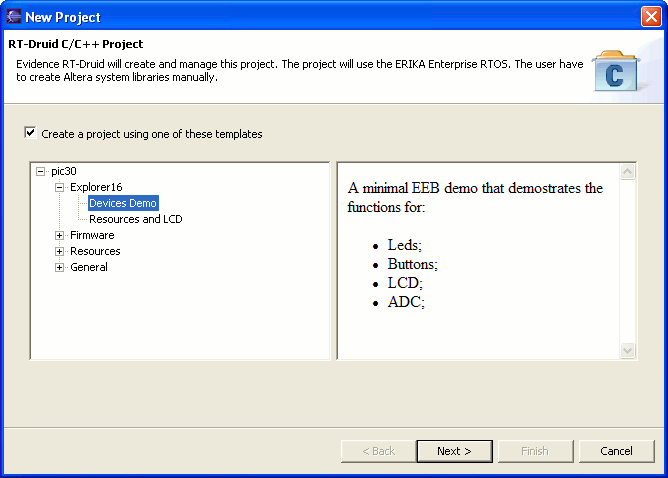 New Project
RT-Druid C/C++ Project
Evidence RT-Druid will create and manage this project. The project will use the ERIKA Enterprise RTOS. The user have
to create Altera system libraries manually.
C
Create a project using one of these templates
pic30
Explorer16
Devices Demo
Resources and LCD
Firmware
Resources
General
A minimal EEB demo that demostrates the
functions for:
Leds;
Buttons;
LCD;
ADC;
< Back
Next >
Finish
Cancel